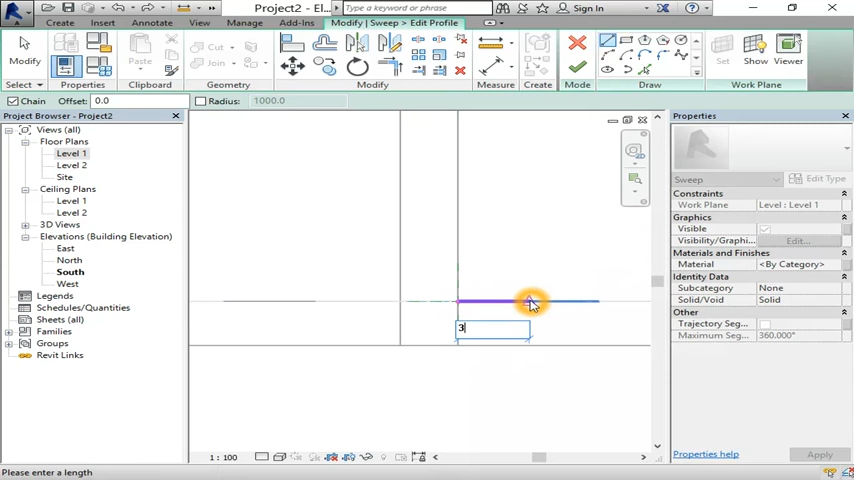 Project2 - El...
Type a keyword or phrase
Sign In
Create Insert Annotate View Manage Add-Ins Modify | Sweep > Edit Profile
Modify Paste Cut Join Set Show Viewer
Select Properties Clipboard Geometry Modify Measure Create Mode Draw Work Plane
Chain Offset: 0.0 Radius: 1000.0
Project Browser - Project2
Views (all)
Floor Plans
Level 1
Level 2
Site
Ceiling Plans
Level 1
Level 2
3D Views
Elevations (Building Elevation)
East
North
South
West
Legends
Schedules/Quantities
Sheets (all)
Families
Groups
Revit Links
3
1 : 100
Properties
Sweep Edit Type
Constraints
Work Plane Level : Level 1
Graphics
Visible
Visibility/Graphi... Edit...
Materials and Finishes
Material <By Category>
Identity Data
Subcategory None
Solid/Void Solid
Other
Trajectory Seg...
Maximum Seg... 360.000°
Properties help Apply
Please enter a length